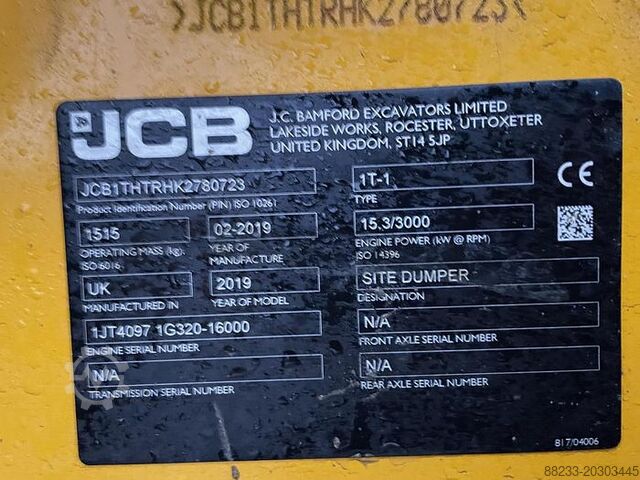 >JCB1THTRHK2780723<
JCB
J.C. BAMFORD EXCAVATORS LIMITED
LAKESIDE WORKS, ROCESTER, UTTOXETER
UNITED KINGDOM, ST14 5JP
JCB1THTRHK2780723
Product Identification Number (PIN) ISO 10261
1T-1
TYPE
1515
OPERATING MASS (kg)
ISO 6016
02-2019
YEAR OF
MANUFACTURE
15.3/3000
ENGINE POWER (kW @ RPM)
ISO 14396
UK
MANUFACTURED IN
2019
YEAR OF MODEL
SITE DUMPER
DESIGNATION
1JT4097 1G320-16000
ENGINE SERIAL NUMBER
N/A
FRONT AXLE SERIAL NUMBER
N/A
TRANSMISSION SERIAL NUMBER
N/A
REAR AXLE SERIAL NUMBER
817/04006
88233-20303445